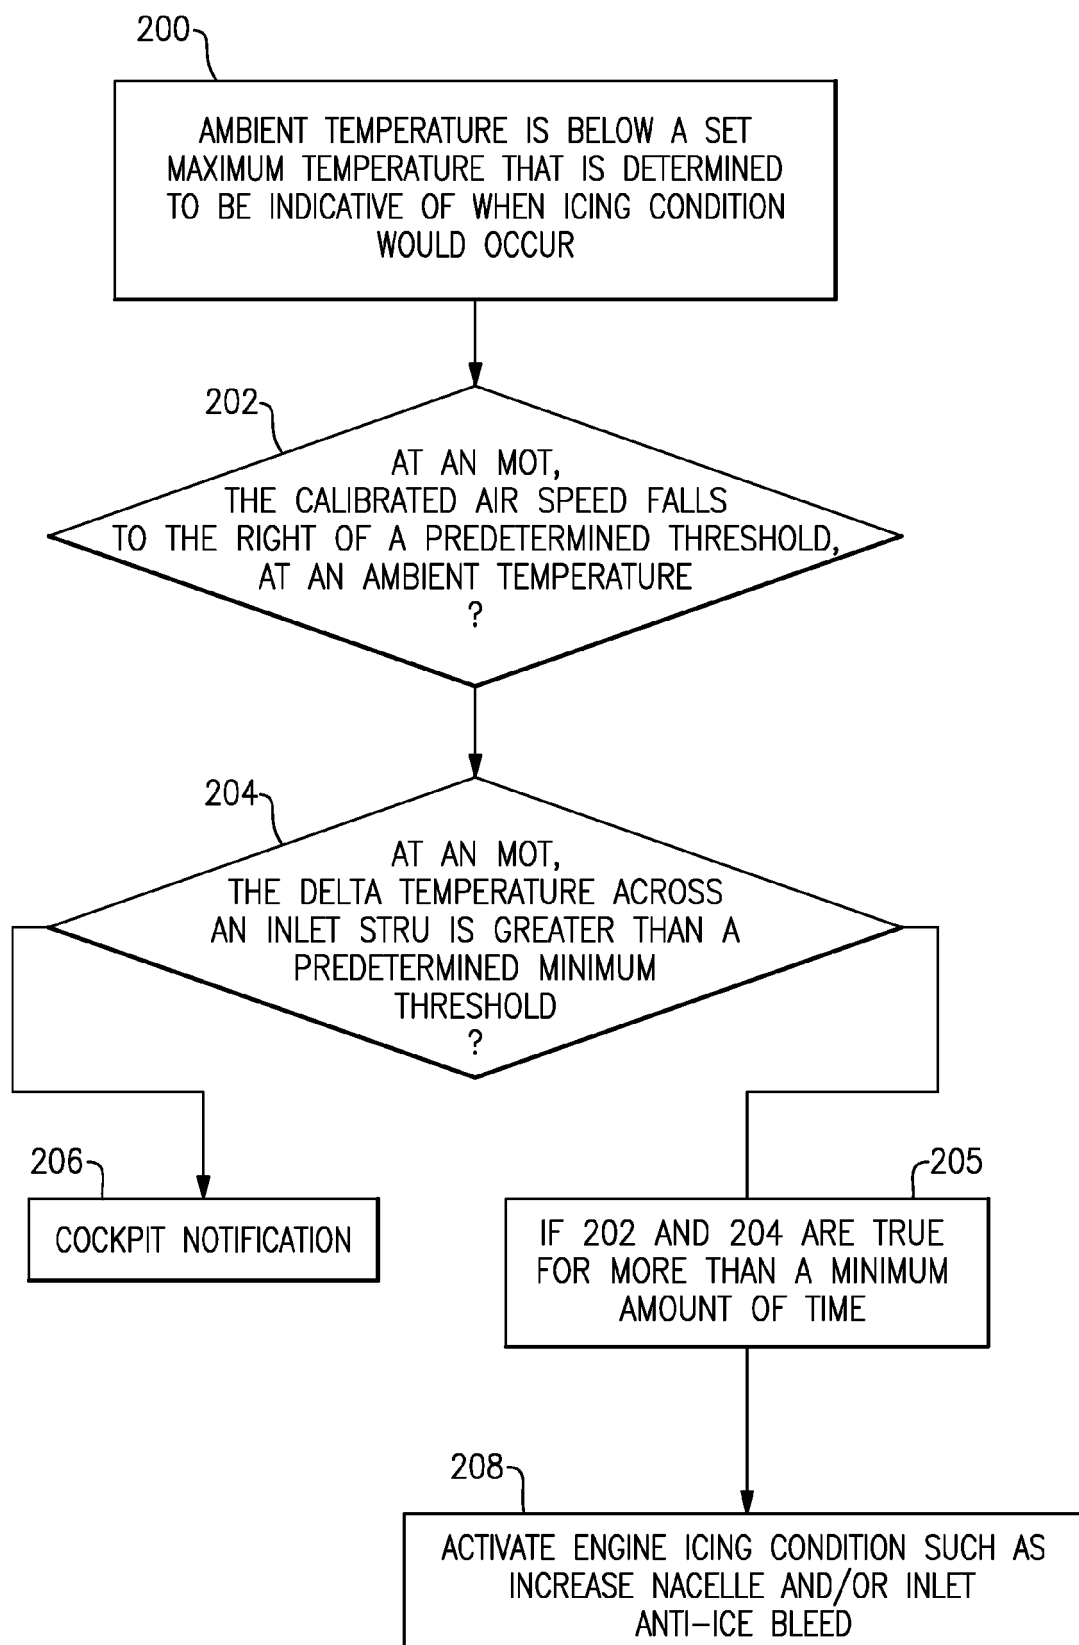 200
AMBIENT TEMPERATURE IS BELOW A SET
MAXIMUM TEMPERATURE THAT IS DETERMINED
TO BE INDICATIVE OF WHEN ICING CONDITION
WOULD OCCUR
202
AT AN MOT,
THE CALIBRATED AIR SPEED FALLS
TO THE RIGHT OF A PREDETERMINED THRESHOLD,
AT AN AMBIENT TEMPERATURE
?
204
AT AN MOT,
THE DELTA TEMPERATURE ACROSS
AN INLET STRU IS GREATER THAN A
PREDETERMINED MINIMUM
THRESHOLD
?
206
COCKPIT NOTIFICATION
205
IF 202 AND 204 ARE TRUE
FOR MORE THAN A MINIMUM
AMOUNT OF TIME
208
ACTIVATE ENGINE ICING CONDITION SUCH AS
INCREASE NACELLE AND/OR INLET
ANTI-ICE BLEED